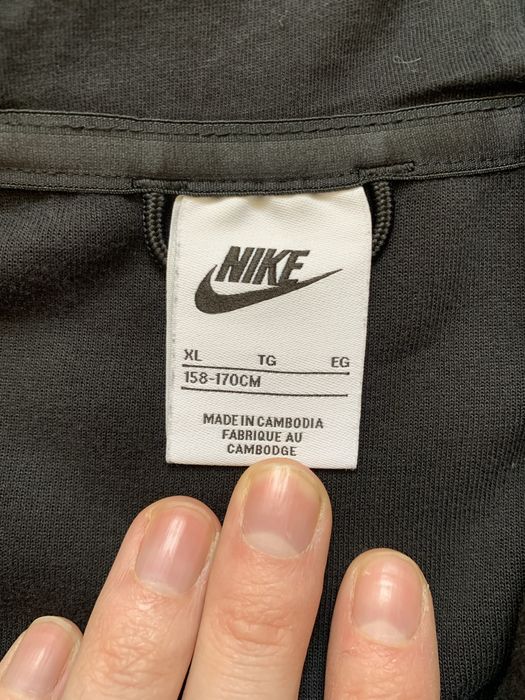 NIKE
XL TG EG
158-170CM
MADE IN CAMBODIA
FABRIQUE AU
CAMBODGE